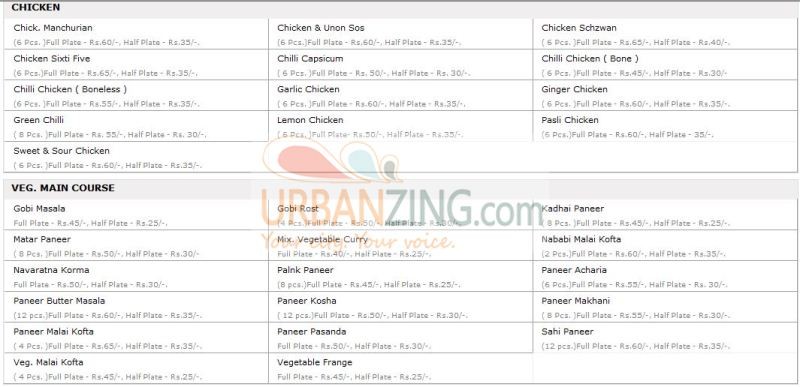 CHICKEN
Chick. Manchurian
(6 Pcs. )Full Plate - Rs.60/-, Half Plate - Rs.35/-.
Chicken & Unon Sos
(6 Pcs.)Full Plate - Rs.60/-, Half Plate - Rs.35/-.
Chicken Schzwan
( 6 Pcs.)Full Plate - Rs.65/-, Half Plate - Rs.40/-.
Chicken Sixti Five
( 6 Pcs.)Full Plate - Rs.65/-, Half Plate - Rs.35/-.
Chilli Capsicum
( 6 Pcs.)Full Plate - Rs. 50/-, Half Plate - Rs. 30/-.
Chilli Chicken ( Bone )
( 6 Pcs.)Full Plate - Rs.45/-, Half Plate - Rs.30/-
Chilli Chicken ( Boneless )
( 6 Pcs.)Full Plate - Rs.55/-, Half Plate - Rs.35/-.
Garlic Chicken
( 6 Pcs.)Full Plate - Rs.60/-, Half Plate - Rs.35/-.
Ginger Chicken
( 6 Pcs.)Full Plate - Rs.60/-, Half Plate - Rs.35/-.
Green Chilli
( 8 Pcs.)Full Plate - Rs. 55/-, Half Plate - Rs. 30/-.
Lemon Chicken
( 6 Pcs.)Full Plate-Rs.50/-, Half Plate - Rs.35/-.
Pasli Chicken
(6 Pcs.)Full Plate - Rs.60/-, Half Plate - 35/-.
Sweet & Sour Chicken
( 6 Pcs.)Full Plate - Rs.60/-, Half Plate - Rs.35/-.
VEG. MAIN COURSE
Gobi Masala
Full Plate - Rs.45/-, Half Plate - Rs.25/-.
Gobi Rost
(4 Pcs.)Full Plate - Rs.50/-, Half Plate - Rs.30/-.
Kadhai Paneer
( 8 Pcs.)Full Plate - Rs.45/-, Half Plate - Rs.25/-.
Matar Paneer
( 8 Pcs.)Full Plate - Rs.50/-, Half Plate - Rs.30/-.
Mix. Vegetable Curry
Full Plate - Rs.40/-, Half Plate - Rs.25/-.
Nababi Malai Kofta
(2 Pcs.)Full Plate - Rs.60/-, Half Plate - Rs.35/-.
Navaratna Korma
Full Plate - Rs.50/-, Half Plate - Rs.30/-.
Palnk Paneer
(8 pcs.)Full Plate - Rs.45/-, Half Plate - Rs.25/-.
Paneer Acharia
( 6 Pcs.)Full Plate - Rs.55/-, Half Plate - Rs. 30/-.
Paneer Butter Masala
(12 pcs.)Full Plate - Rs.60/-, Half Plate - Rs.35/-.
Paneer Kosha
( 12 pcs.)Full Plate - Rs.50/-, Half Plate - Rs.30/-.
Paneer Makhani
( 8 Pcs.)Full Plate - Rs.55/-, Half Plate - Rs.30/-.
Paneer Malai Kofta
( 4 Pcs.)Full Plate - Rs.65/-, Half Plate - Rs.35/-.
Paneer Pasanda
Full Plate - Rs.50/-, Half Plate - Rs.30/-.
Sahi Paneer
(12 pcs.)Full Plate - Rs.60/-, Half Plate - Rs.35/-.
Veg. Malai Kofta
( 4 Pcs.)Full Plate - Rs.45/-, Half Plate - Rs.25/-.
Vegetable Frange
Full Plate - Rs.45/-, Half Plate - Rs.25/-.
URBANZING.com
Your city. Your voice.